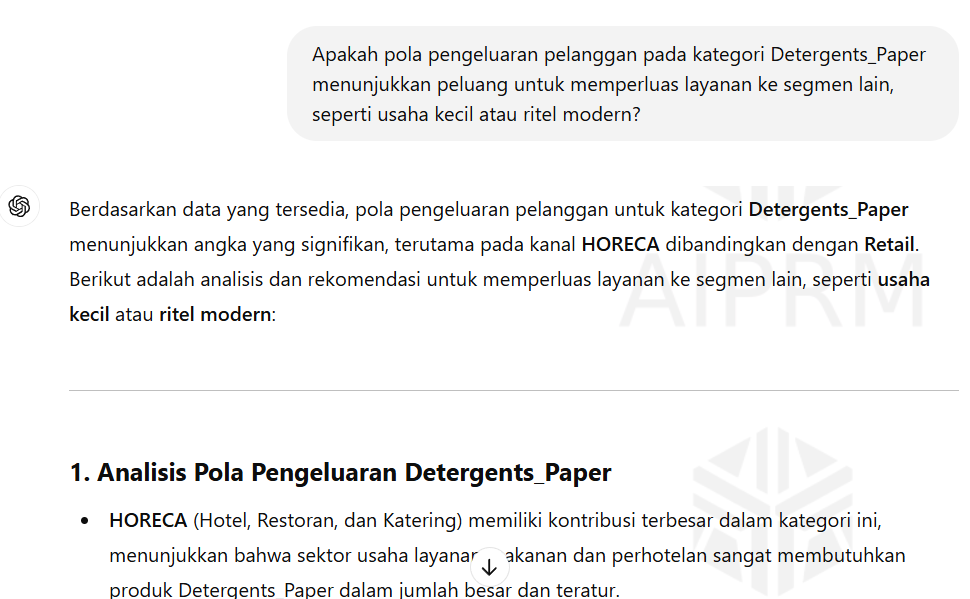 Apakah pola pengeluaran pelanggan pada kategori Detergents_Paper
menunjukkan peluang untuk memperluas layanan ke segmen lain,
seperti usaha kecil atau ritel modern?
Berdasarkan data yang tersedia, pola pengeluaran pelanggan untuk kategori Detergents_Paper
menunjukkan angka yang signifikan, terutama pada kanal HORECA dibandingkan dengan Retail.
Berikut adalah analisis dan rekomendasi untuk memperluas layanan ke segmen lain, seperti usaha
kecil atau ritel modern:
AIPRM
1. Analisis Pola Pengeluaran Detergents_Paper
• HORECA (Hotel, Restoran, dan Katering) memiliki kontribusi terbesar dalam kategori ini,
menunjukkan bahwa sektor usaha layanan akanan dan perhotelan sangat membutuhkan
produk Detergents_Paper dalam jumlah besar dan teratur.